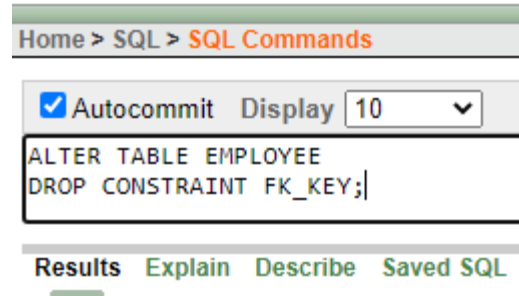 Home > SQL > SQL Commands
Autocommit Display 10
ALTER TABLE EMPLOYEE
DROP CONSTRAINT FK_KEY;
Results Explain Describe Saved SQL